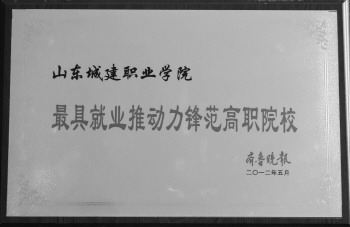 山东城建职业学院
最具就业推动力锋范高职院校
齐鲁晚报
二〇一二年五月